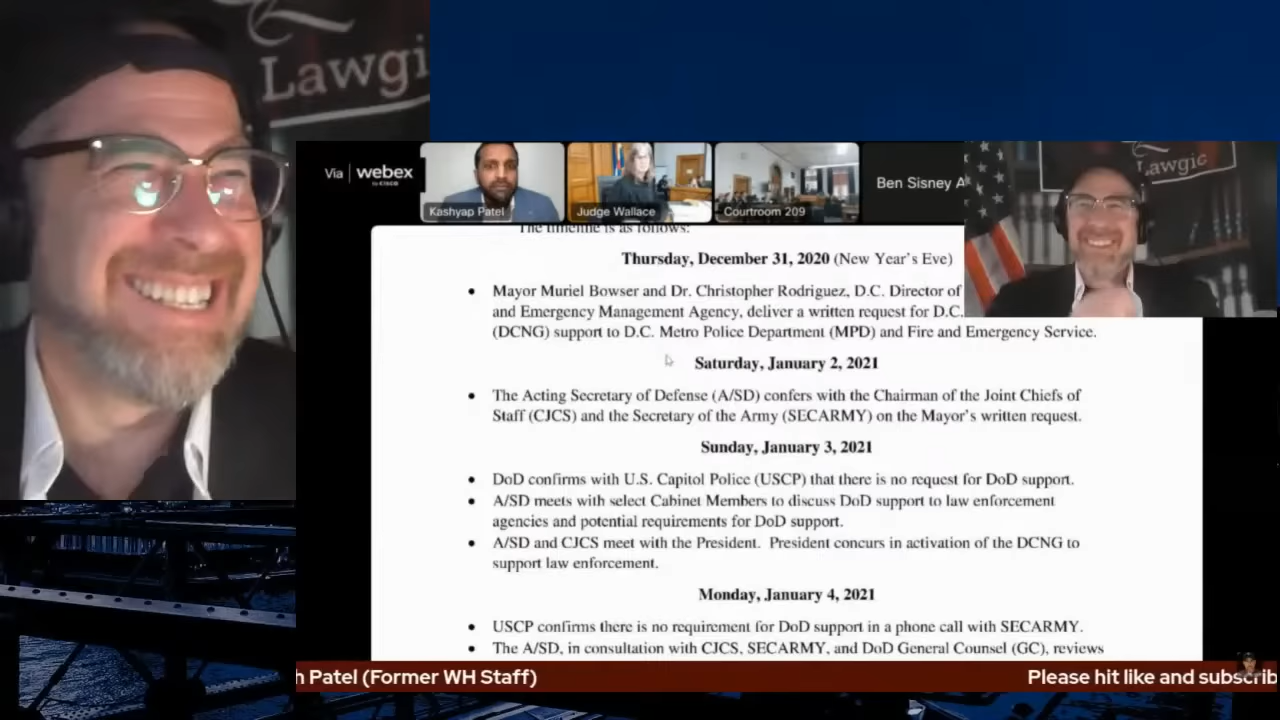 Lawgi
Via webex
Kashyap Patel
Judge Wallace
Courtroom 209
Ben Sisney A
Lawgic
The timeline is as follows:
Thursday, December 31, 2020 (New Year's Eve)
• Mayor Muriel Bowser and Dr. Christopher Rodriguez, D.C. Director of
and Emergency Management Agency, deliver a written request for D.C.
(DCNG) support to D.C. Metro Police Department (MPD) and Fire and Emergency Service.
Saturday, January 2, 2021
• The Acting Secretary of Defense (A/SD) confers with the Chairman of the Joint Chiefs of
Staff (CJCS) and the Secretary of the Army (SECARMY) on the Mayor's written request.
Sunday, January 3, 2021
• DoD confirms with U.S. Capitol Police (USCP) that there is no request for DoD support.
• A/SD meets with select Cabinet Members to discuss DoD support to law enforcement
agencies and potential requirements for DoD support.
• A/SD and CJCS meet with the President. President concurs in activation of the DCNG to
support law enforcement.
Monday, January 4, 2021
• USCP confirms there is no requirement for DoD support in a phone call with SECARMY.
• The A/SD, in consultation with CJCS, SECARMY, and DoD General Counsel (GC), reviews
h Patel (Former WH Staff)
Please hit like and subscrib